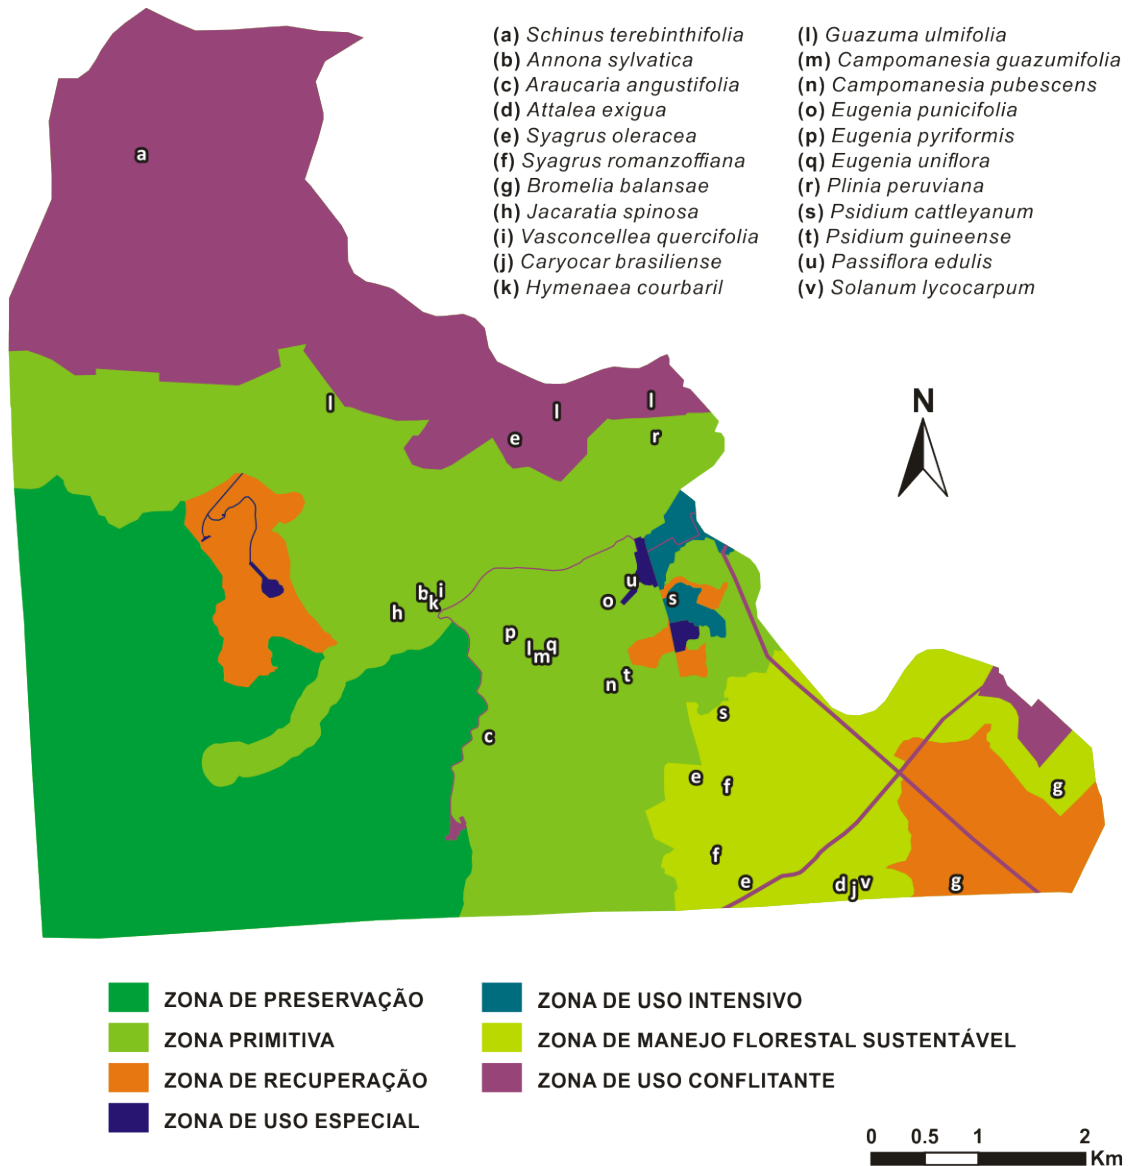 (a) Schinus terebinthifolia
(b) Annona sylvatica
(c) Araucaria angustifolia
(d) Attalea exigua
(e) Syagrus oleracea
(f) Syagrus romanzoffiana
(g) Bromelia balansae
(h) Jacaratia spinosa
(i) Vasconcellea quercifolia
(j) Caryocar brasiliense
(k) Hymenaea courbaril
(l) Guazuma ulmifolia
(m) Campomanesia guazumifolia
(n) Campomanesia pubescens
(o) Eugenia punicifolia
(p) Eugenia pyriformis
(q) Eugenia uniflora
(r) Plinia peruviana
(s) Psidium cattleyanum
(t) Psidium guineense
(u) Passiflora edulis
(v) Solanum lycocarpum
a
N
l
l
l
e
r
b
i
k
h
u
o
s
p
l
m
q
n
t
c
s
e
f
g
f
e
d
j
v
g
ZONA DE PRESERVAÇÃO
ZONA PRIMITIVA
ZONA DE RECUPERAÇÃO
ZONA DE USO ESPECIAL
ZONA DE USO INTENSIVO
ZONA DE MANEJO FLORESTAL SUSTENTÁVEL
ZONA DE USO CONFLITANTE
0 0.5 1 2
Km